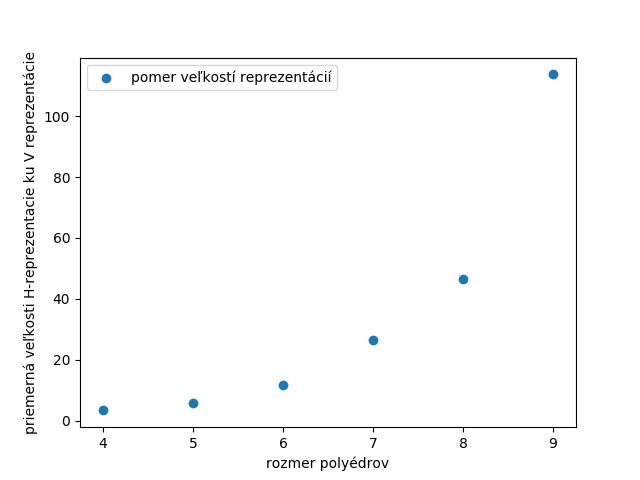 pomer veľkostí reprezentácií
priemerná veľkosti H-reprezentacie ku V reprezentácie
100
80
60
40
20
0
4 5 6 7 8 9
rozmer polyédrov